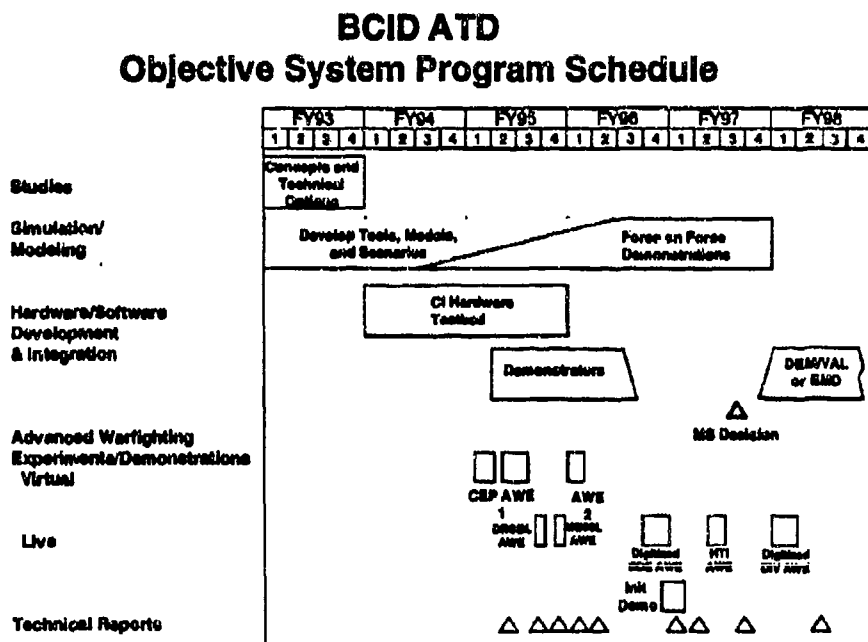 BCID ATD
Objective System Program Schedule
FY93 FY94 FY95 FY96 FY97 FY98
1 2 3 4 1 2 3 4 1 2 3 4 1 2 3 4 1 2 3 4 1 2 3 4
Studies
Concepts and
Technical
Options
Simulation/
Modeling
Develop Tools, Models,
and Scenarios
Force on Force
Demonstrations
Hardware/Software
Development
& Integration
CI Hardware
Testbed
Demonstrators
DEM/VAL
or EMD
MS Decision
Advanced Warfighting
Experiments/Demonstrations
Virtual
CEP AWE
1
AWE
2
Live
AWE
AWE
Digitized
AWE
HTI
AWE
Digitized
DIV AWE
Init
Demo
Technical Reports